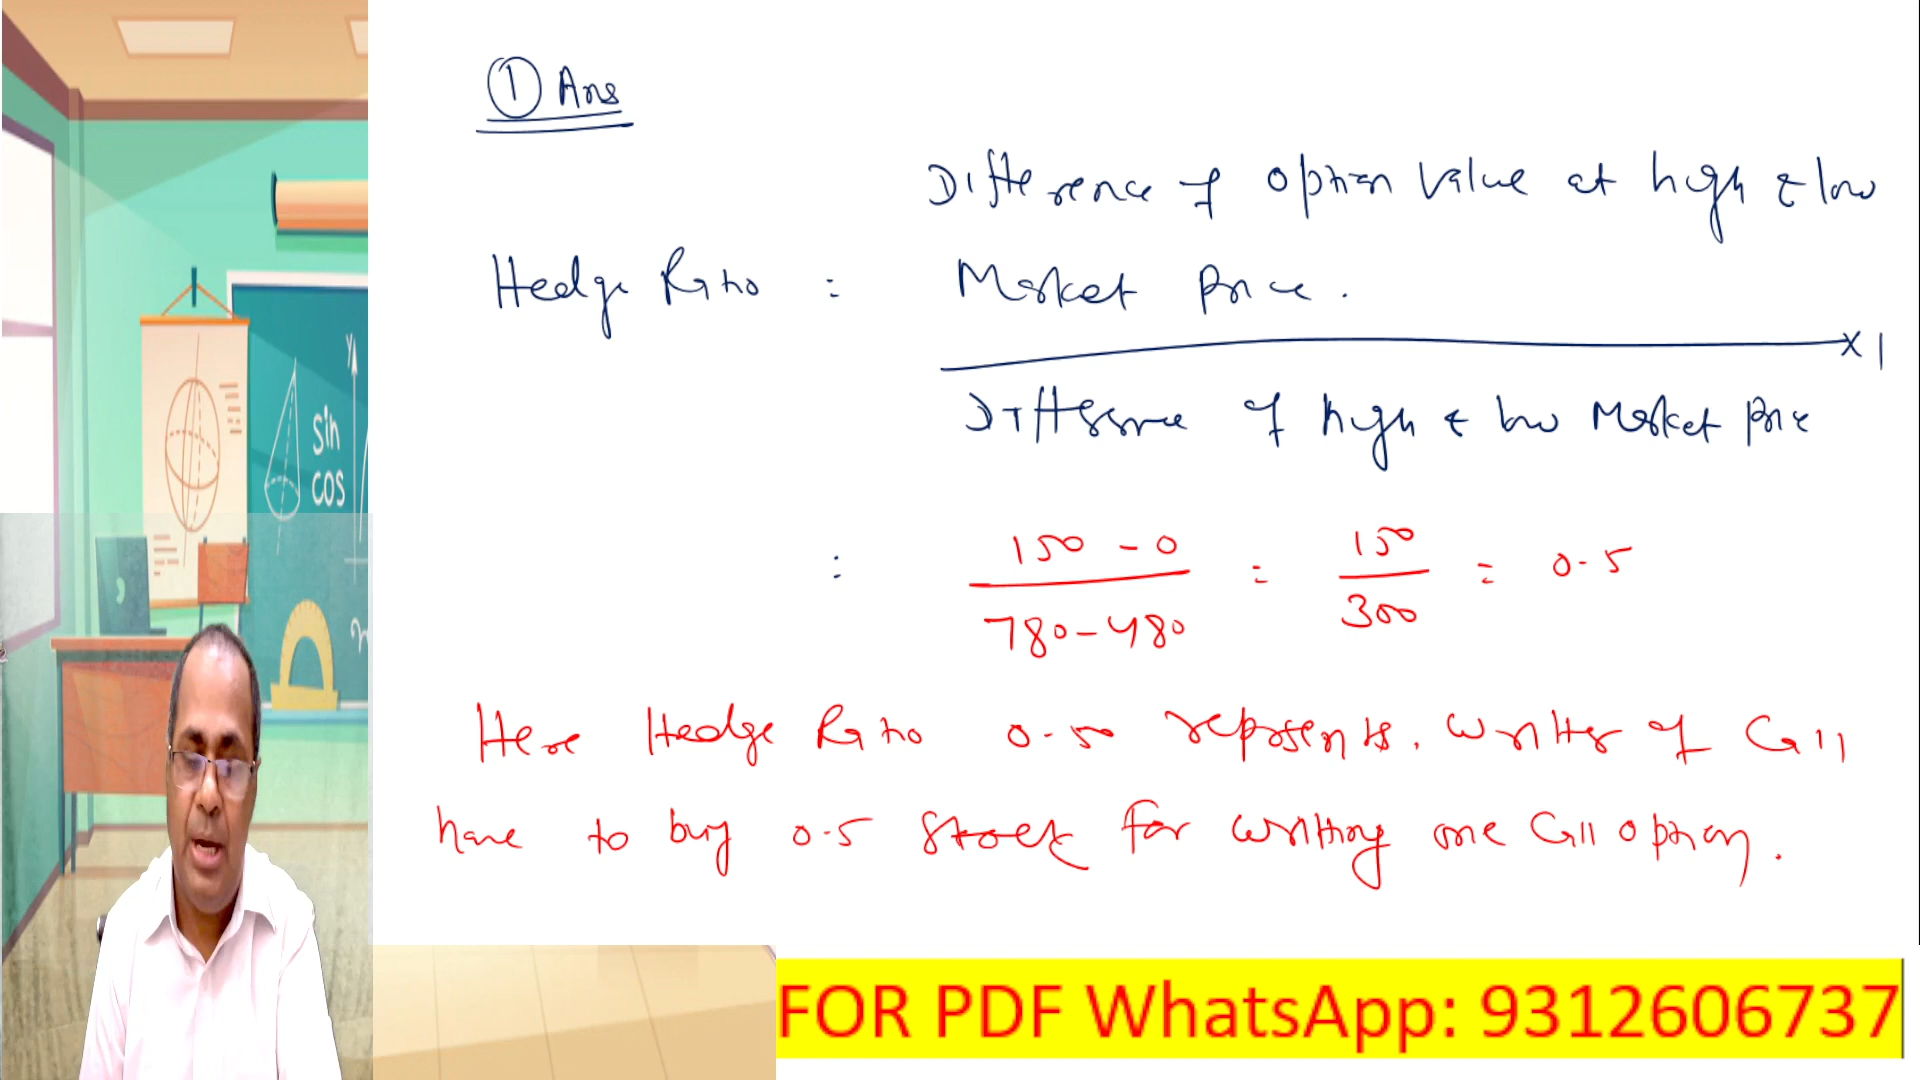 ① Ans
Difference of option value at high & low
Hedge Ratio : Market Price.
× 1
Difference of high & low Market Price
: 150 - 0 = 150 = 0.5
780-480 300
Here Hedge Ratio 0.50 represents. Writer of Call
have to buy 0.5 Stock for writing one Call option.
sin
cos
Y
FOR PDF WhatsApp: 9312606737